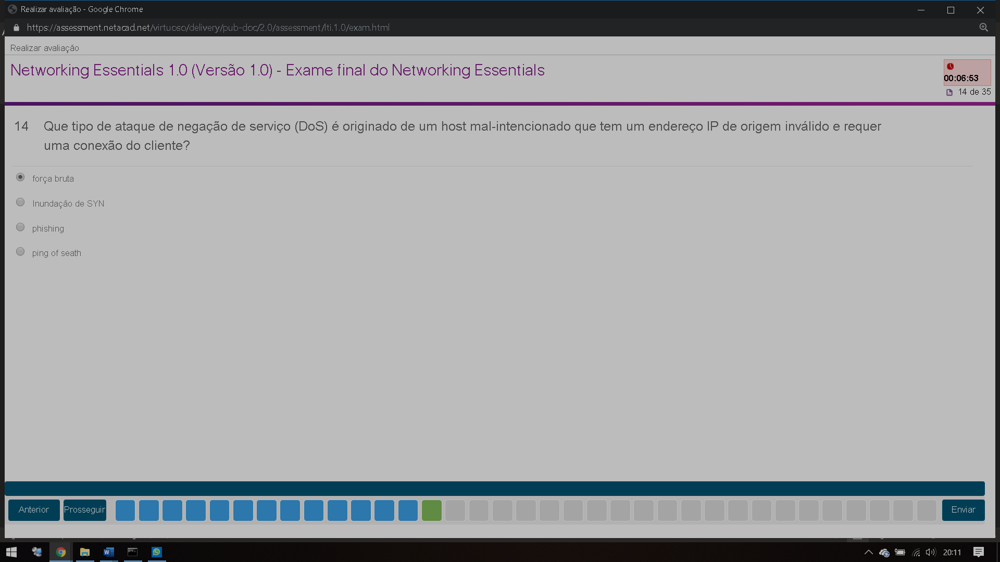 Realizar avaliação - Google Chrome
https://assessment.netacad.net/virtuoso/delivery/pub-doc/2.0/assessment/lti.1.0/exam.html
Realizar avaliação
Networking Essentials 1.0 (Versão 1.0) - Exame final do Networking Essentials
00:06:53
14 de 35
14 Que tipo de ataque de negação de serviço (DoS) é originado de um host mal-intencionado que tem um endereço IP de origem inválido e requer
uma conexão do cliente?
força bruta
Inundação de SYN
phishing
ping of seath
Anterior
Prosseguir
Enviar
20:11